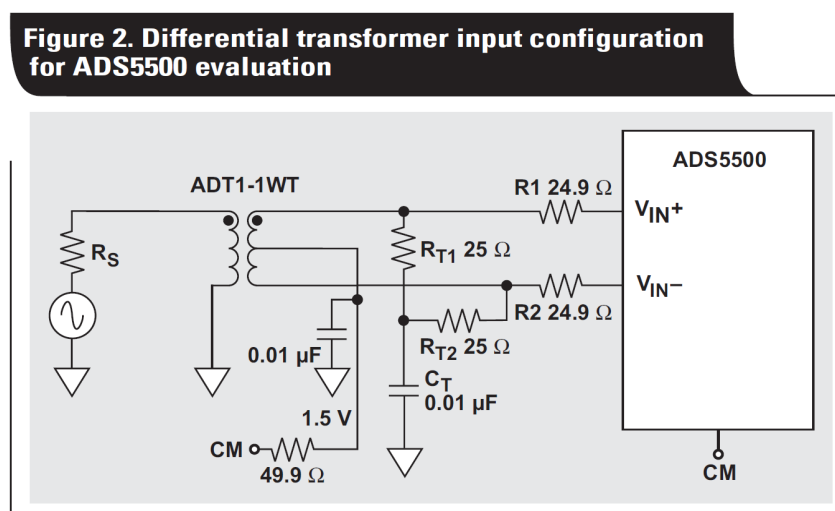 Figure 2. Differential transformer input configuration
for ADS5500 evaluation
ADS5500
ADT1-1WT
R1 24.9 Ω
VIN+
RS
RT1 25 Ω
VIN–
R2 24.9 Ω
0.01 µF
RT2 25 Ω
CT
0.01 µF
1.5 V
CM
49.9 Ω
CM